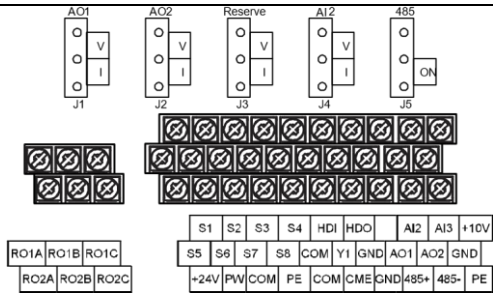 AO1 AO2 Reserve AI2 485
V V V V
I I I I ON
J1 J2 J3 J4 J5
S1 S2 S3 S4 HDI HDO AI2 AI3 +10V
RO1A RO1B RO1C S5 S6 S7 S8 COM Y1 GND AO1 AO2 GND
RO2A RO2B RO2C +24V PW COM PE COM CME GND 485+ 485- PE